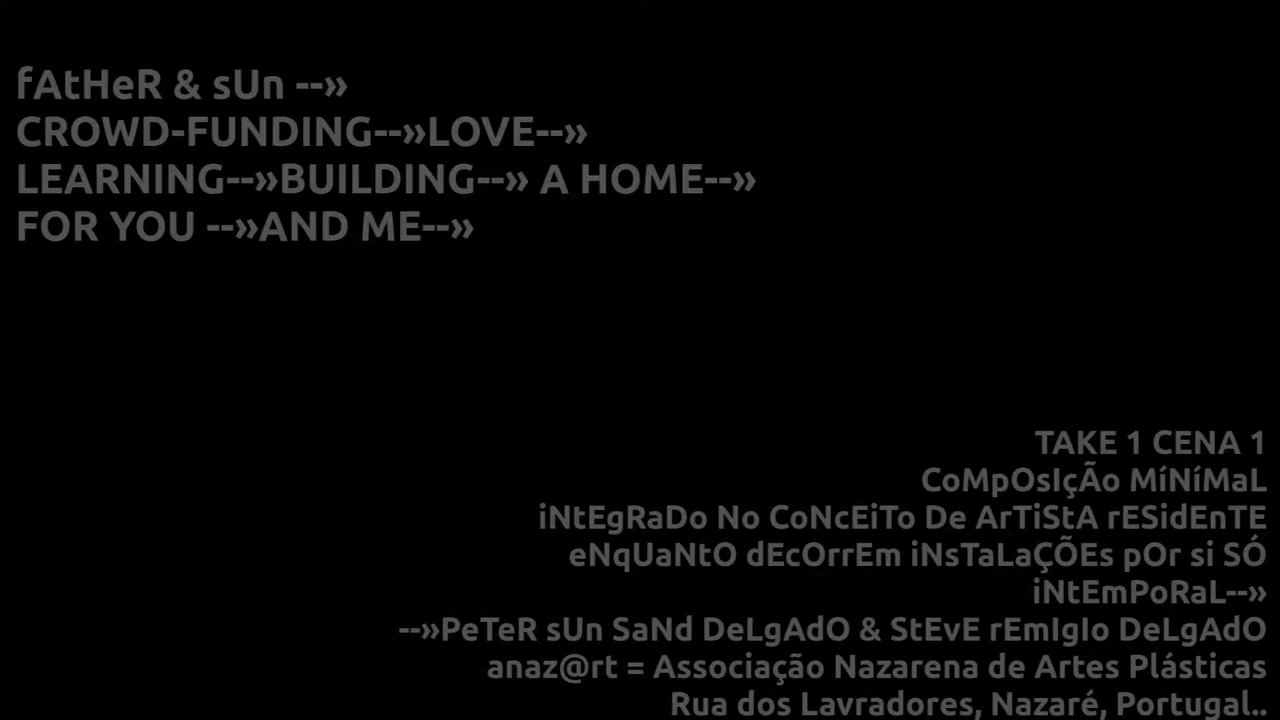 fAtHeR & sUn --»
CROWD-FUNDING--»LOVE--»
LEARNING--»BUILDING--» A HOME--»
FOR YOU --»AND ME--»
TAKE 1 CENA 1
CoMpOsIçÃo MíNíMaL
iNtEgRaDo No CoNcEiTo De ArTiStA rESidEnTE
eNqUaNtO dEcOrrEm iNsTaLaÇÕEs pOr si SÓ
iNtEmPoRaL--»
--»PeTeR sUn SaNd DeLgAdO & StEvE rEmIgIo DeLgAdO
anaz@rt = Associação Nazarena de Artes Plásticas
Rua dos Lavradores, Nazaré, Portugal..